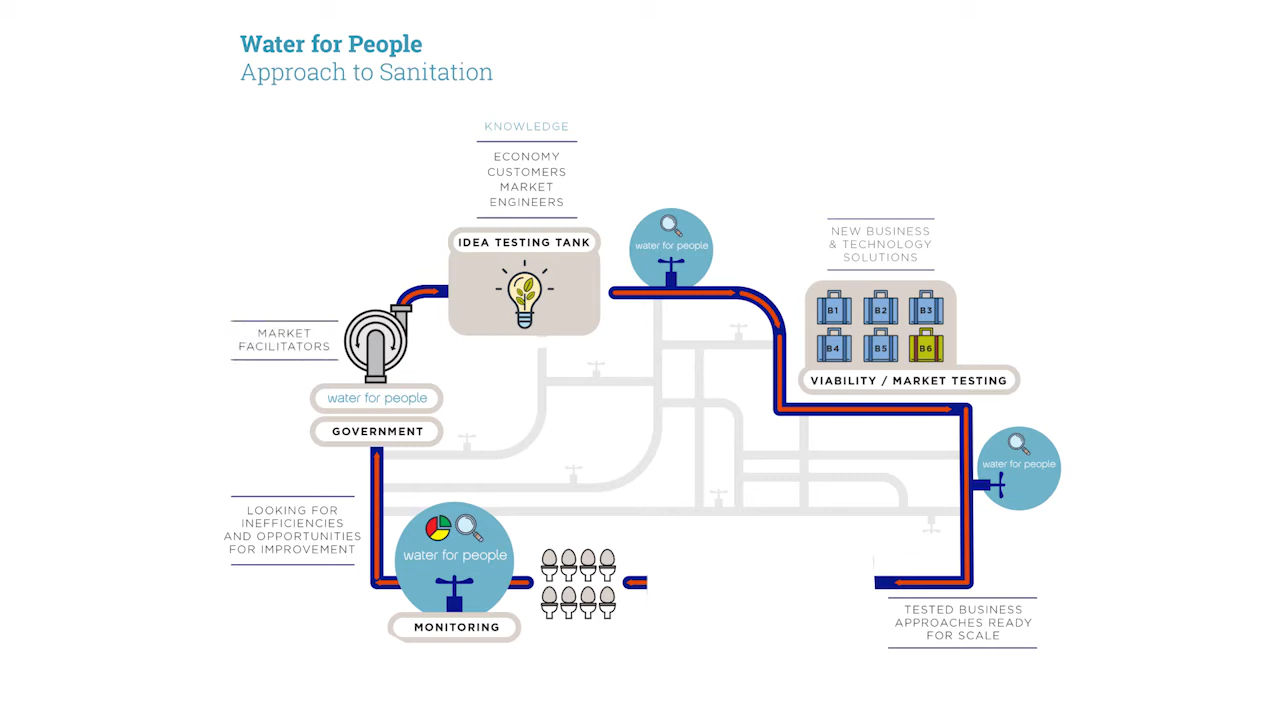 Water for People
Approach to Sanitation
KNOWLEDGE
ECONOMY
CUSTOMERS
MARKET
ENGINEERS
IDEA TESTING TANK
water for people
NEW BUSINESS
& TECHNOLOGY
SOLUTIONS
B1 B2 B3
B4 B5 B6
VIABILITY / MARKET TESTING
MARKET
FACILITATORS
water for people
GOVERNMENT
water for people
LOOKING FOR
INEFFICIENCIES
AND OPPORTUNITIES
FOR IMPROVEMENT
water for people
MONITORING
TESTED BUSINESS
APPROACHES READY
FOR SCALE